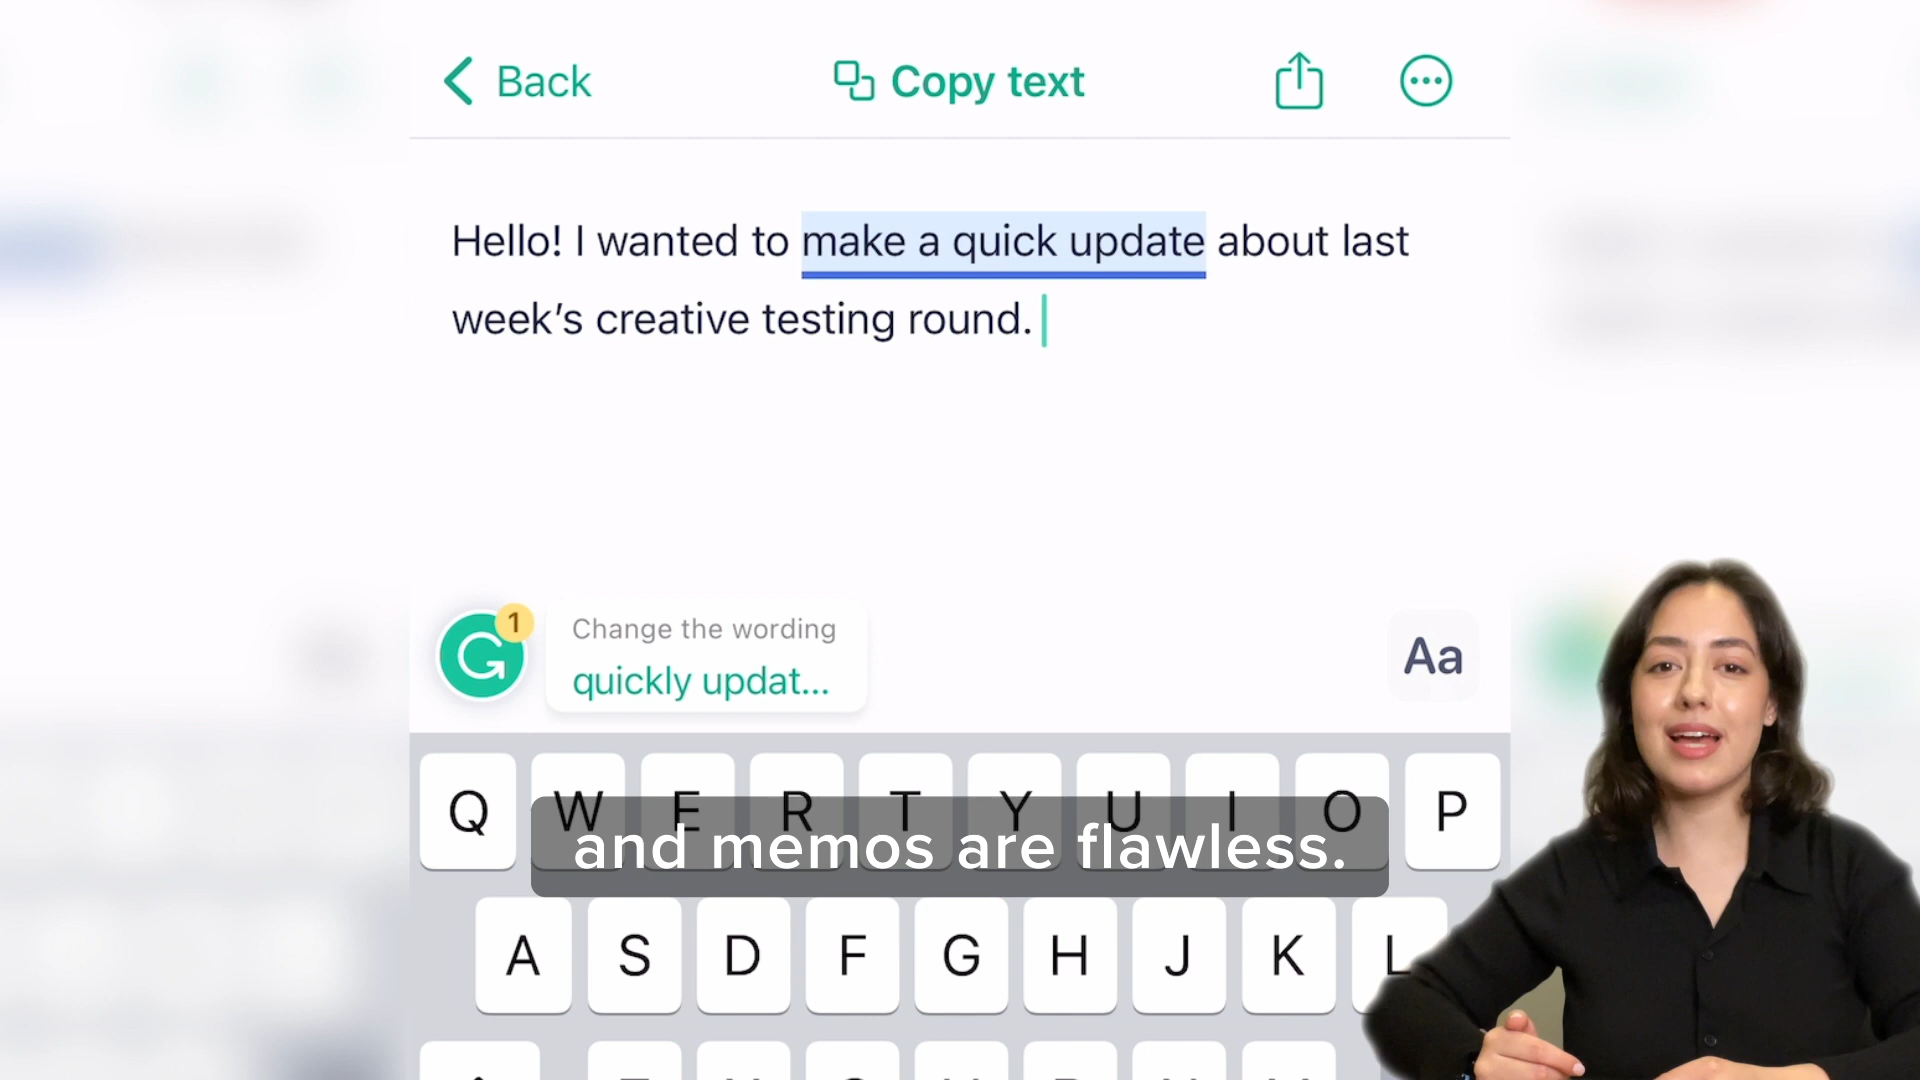 Back
Copy text
Hello! I wanted to make a quick update about last
week’s creative testing round.
1
Change the wording
quickly updat...
Aa
Q W E R T Y U I O P
and memos are flawless.
A S D F G H J K L